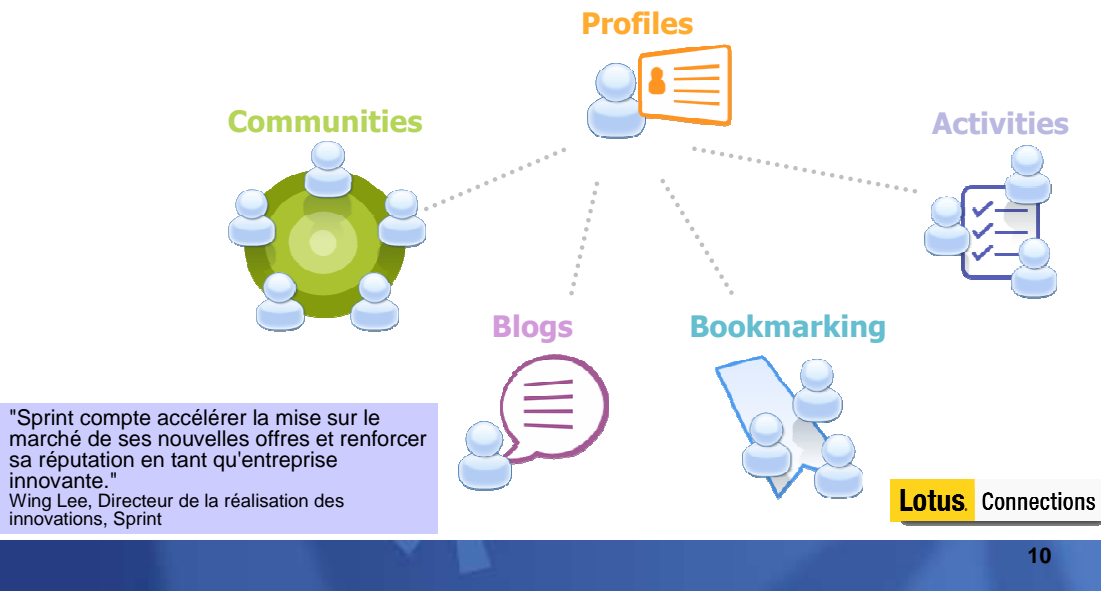 Profiles
Communities
Activities
Blogs
Bookmarking
"Sprint compte accélérer la mise sur le
marché de ses nouvelles offres et renforcer
sa réputation en tant qu'entreprise
innovante."
Wing Lee, Directeur de la réalisation des
innovations, Sprint
Lotus. Connections
10